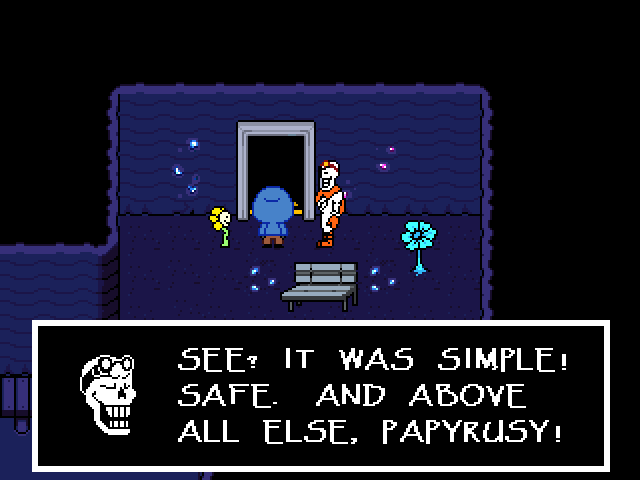 SEE? IT WAS SIMPLE!
SAFE. AND ABOVE
ALL ELSE, PAPYRUSY!